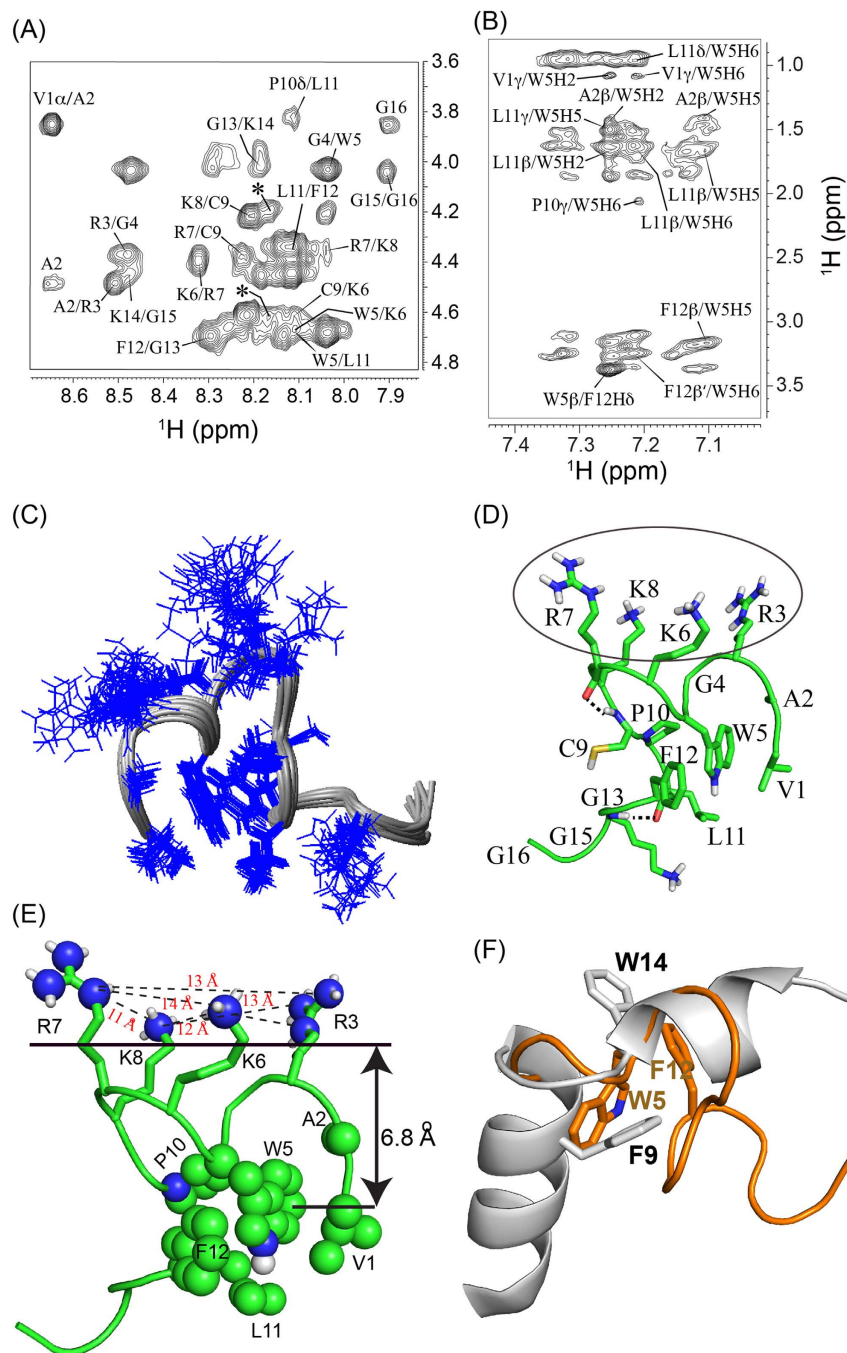 (A)
V1α/A2
P10δ/L11
G16
G13/K14
G4/W5
L11/F12
G15/G16
*
K8/C9
R3/G4
R7/C9
R7/K8
A2
K6/R7
A2/R3
*
C9/K6
K14/G15
W5/K6
F12/G13
W5/L11
3.6
3.8
4.0
4.2
4.4
4.6
4.8
8.6 8.5 8.4 8.3 8.2 8.1 8.0 7.9
¹H (ppm)
(B)
L11δ/W5H6
V1γ/W5H2
V1γ/W5H6
A2β/W5H2
A2β/W5H5
L11γ/W5H5
L11β/W5H2
L11β/W5H5
P10γ/W5H6
L11β/W5H6
F12β/W5H5
W5β/F12Hδ
F12β'/W5H6
1.0
1.5
2.0
2.5
3.0
3.5
¹H (ppm)
7.4 7.3 7.2 7.1
¹H (ppm)
(C)
(D)
R7
K8
K6
R3
G4
A2
P10
W5
C9
F12
V1
G13
G15
L11
G16
(E)
13 Å
14 Å
13 Å
11 Å
12 Å
R7
R3
K8
K6
A2
6.8 Å
P10
W5
F12
V1
L11
(F)
W14
F12
W5
F9